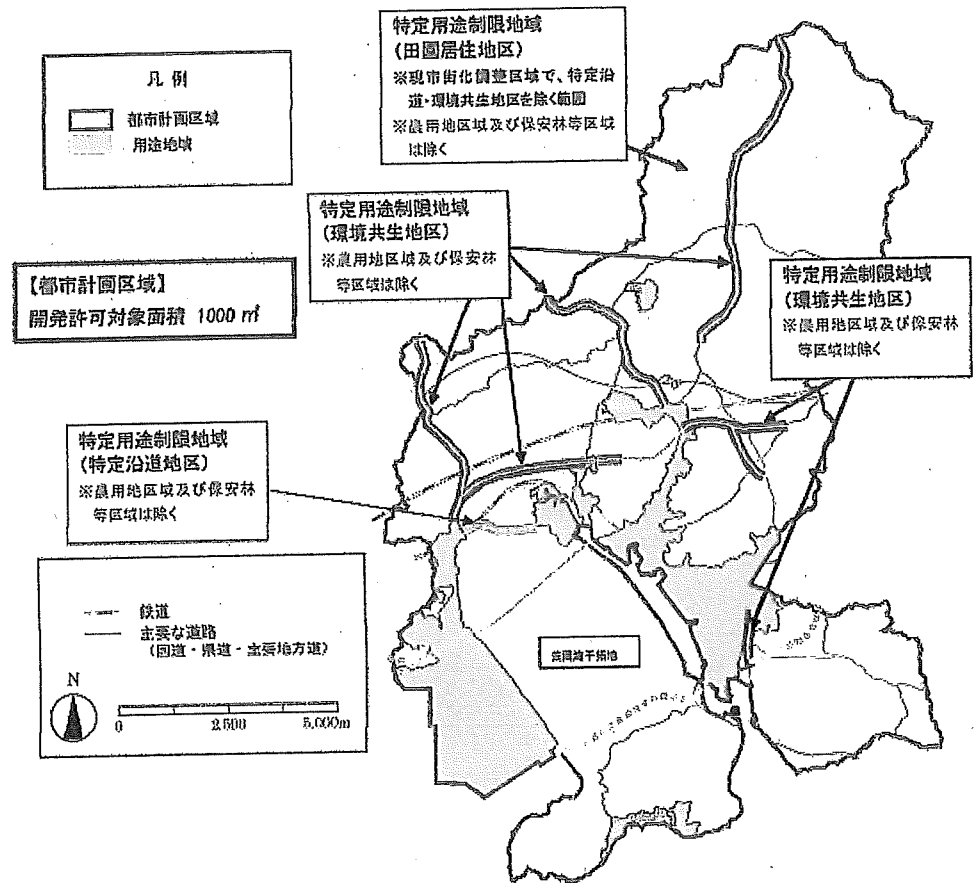 凡 例
都市計画区域
用途地域
【都市計画区域】
開発許可対象面積 1000 ㎡
特定用途制限地域
(田園居住地区)
※現市街化調整区域で、特定沿
道・環境共生地区を除く範囲
※農用地区域及び保安林等区域
は除く
特定用途制限地域
(環境共生地区)
※農用地区域及び保安林
等区域は除く
特定用途制限地域
(環境共生地区)
※農用地区域及び保安林
等区域は除く
特定用途制限地域
(特定沿道地区)
※農用地区域及び保安林
等区域は除く
鉄道
主要な道路
(国道・県道・主要地方道)
N
0 2,500 5,000m